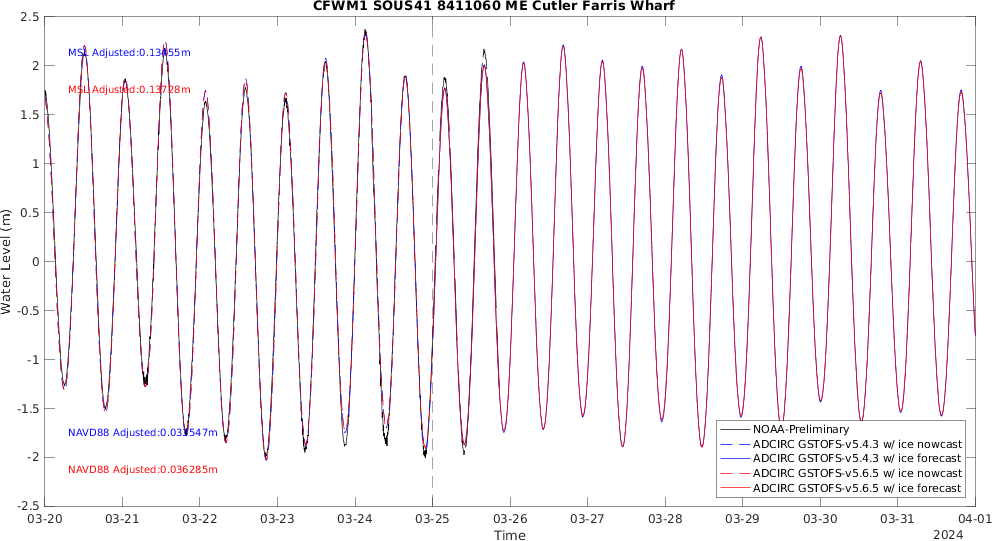 CFWM1 SOUS41 8411060 ME Cutler Farris Wharf
2.5
2
1.5
1
0.5
0
-0.5
-1
-1.5
-2
-2.5
Water Level (m)
MSL Adjusted:0.13455m
MSL Adjusted:0.13728m
NAVD88 Adjusted:0.033547m
NAVD88 Adjusted:0.036285m
NOAA-Preliminary
ADCIRC GSTOFS-v5.4.3 w/ ice nowcast
ADCIRC GSTOFS-v5.4.3 w/ ice forecast
ADCIRC GSTOFS-v5.6.5 w/ ice nowcast
ADCIRC GSTOFS-v5.6.5 w/ ice forecast
03-20 03-21 03-22 03-23 03-24 03-25 03-26 03-27 03-28 03-29 03-30 03-31 04-01
Time
2024